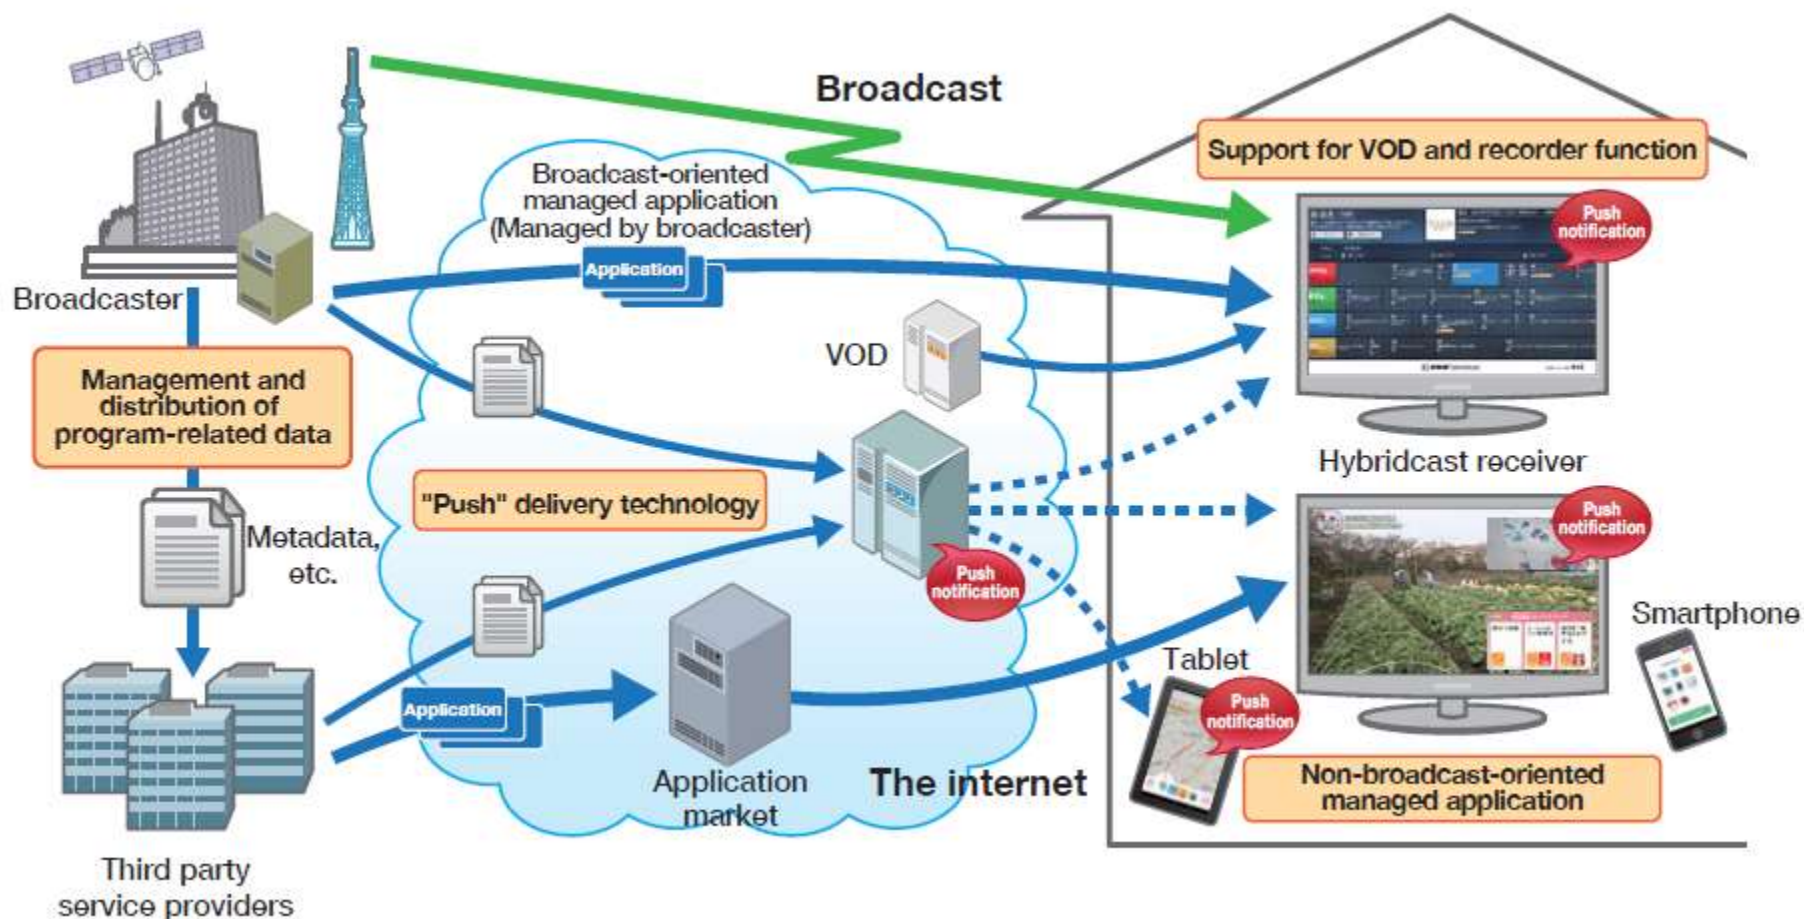 Broadcast
Support for VOD and recorder function
Broadcast-oriented
managed application
(Managed by broadcaster)
Push
notification
Application
Broadcaster
VOD
Management and
distribution of
program-related data
Hybridcast receiver
"Push" delivery technology
Push
notification
Metadata,
etc.
Push
notification
Smartphone
Tablet
Push
notification
Application
Application
market
The internet
Non-broadcast-oriented
managed application
Third party
service providers